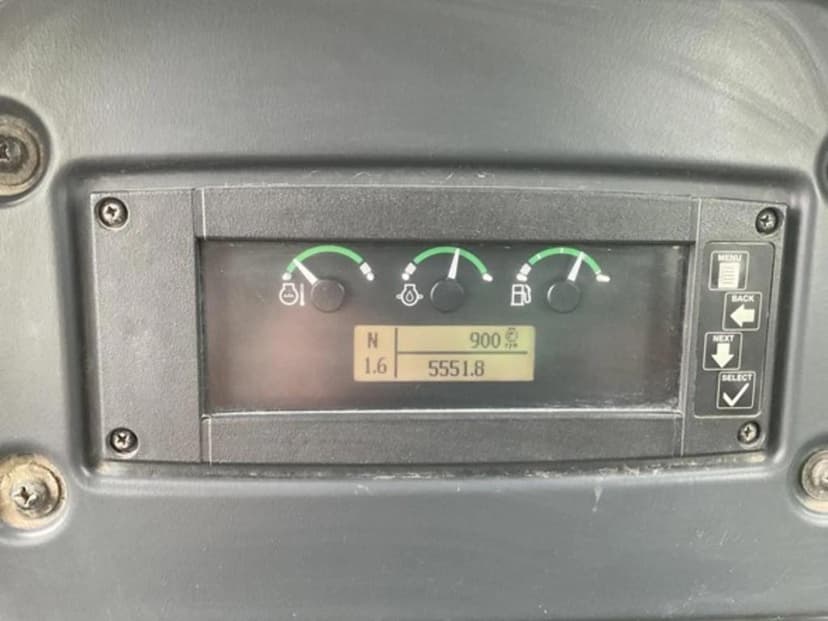 MENU
BACK
NEXT
SELECT
N 900
1.6 5551.8